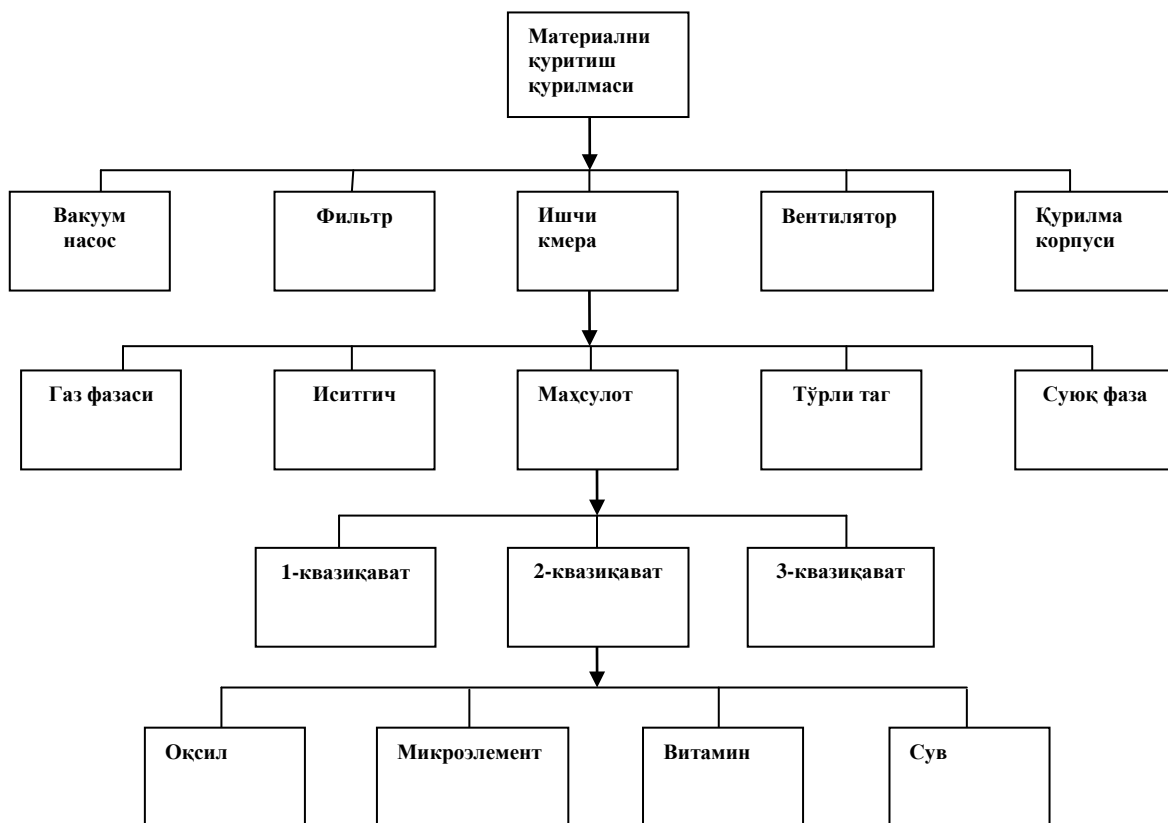 Материални
қуритиш
қурилмаси
Вакуум
насос
Фильтр
Ишчи
кмера
Вентилятор
Қурилма
корпуси
Газ фазаси
Иситгич
Маҳсулот
Тўрли таг
Суюқ фаза
1-квазиқават
2-квазиқават
3-квазиқават
Оқсил
Микроэлемент
Витамин
Сув